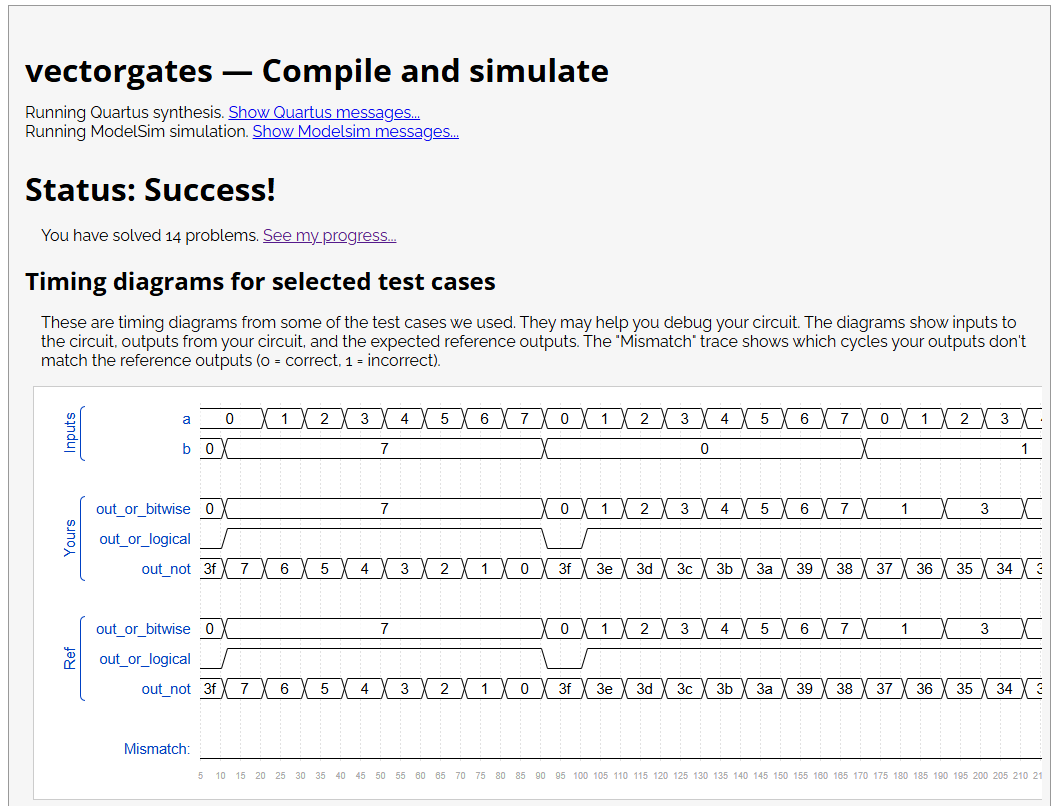 vectorgates — Compile and simulate
Running Quartus synthesis. Show Quartus messages...
Running ModelSim simulation. Show Modelsim messages...
Status: Success!
You have solved 14 problems. See my progress...
Timing diagrams for selected test cases
These are timing diagrams from some of the test cases we used. They may help you debug your circuit. The diagrams show inputs to
the circuit, outputs from your circuit, and the expected reference outputs. The "Mismatch" trace shows which cycles your outputs don't
match the reference outputs (0 = correct, 1 = incorrect).
Inputs
a 0 1 2 3 4 5 6 7 0 1 2 3 4 5 6 7 0 1 2 3
b 0 7 0 1
Yours
out_or_bitwise 0 7 0 1 2 3 4 5 6 7 1 3
out_or_logical
out_not 3f 7 6 5 4 3 2 1 0 3f 3e 3d 3c 3b 3a 39 38 37 36 35 34
Ref
out_or_bitwise 0 7 0 1 2 3 4 5 6 7 1 3
out_or_logical
out_not 3f 7 6 5 4 3 2 1 0 3f 3e 3d 3c 3b 3a 39 38 37 36 35 34
Mismatch:
5 10 15 20 25 30 35 40 45 50 55 60 65 70 75 80 85 90 95 100 105 110 115 120 125 130 135 140 145 150 155 160 165 170 175 180 185 190 195 200 205 210